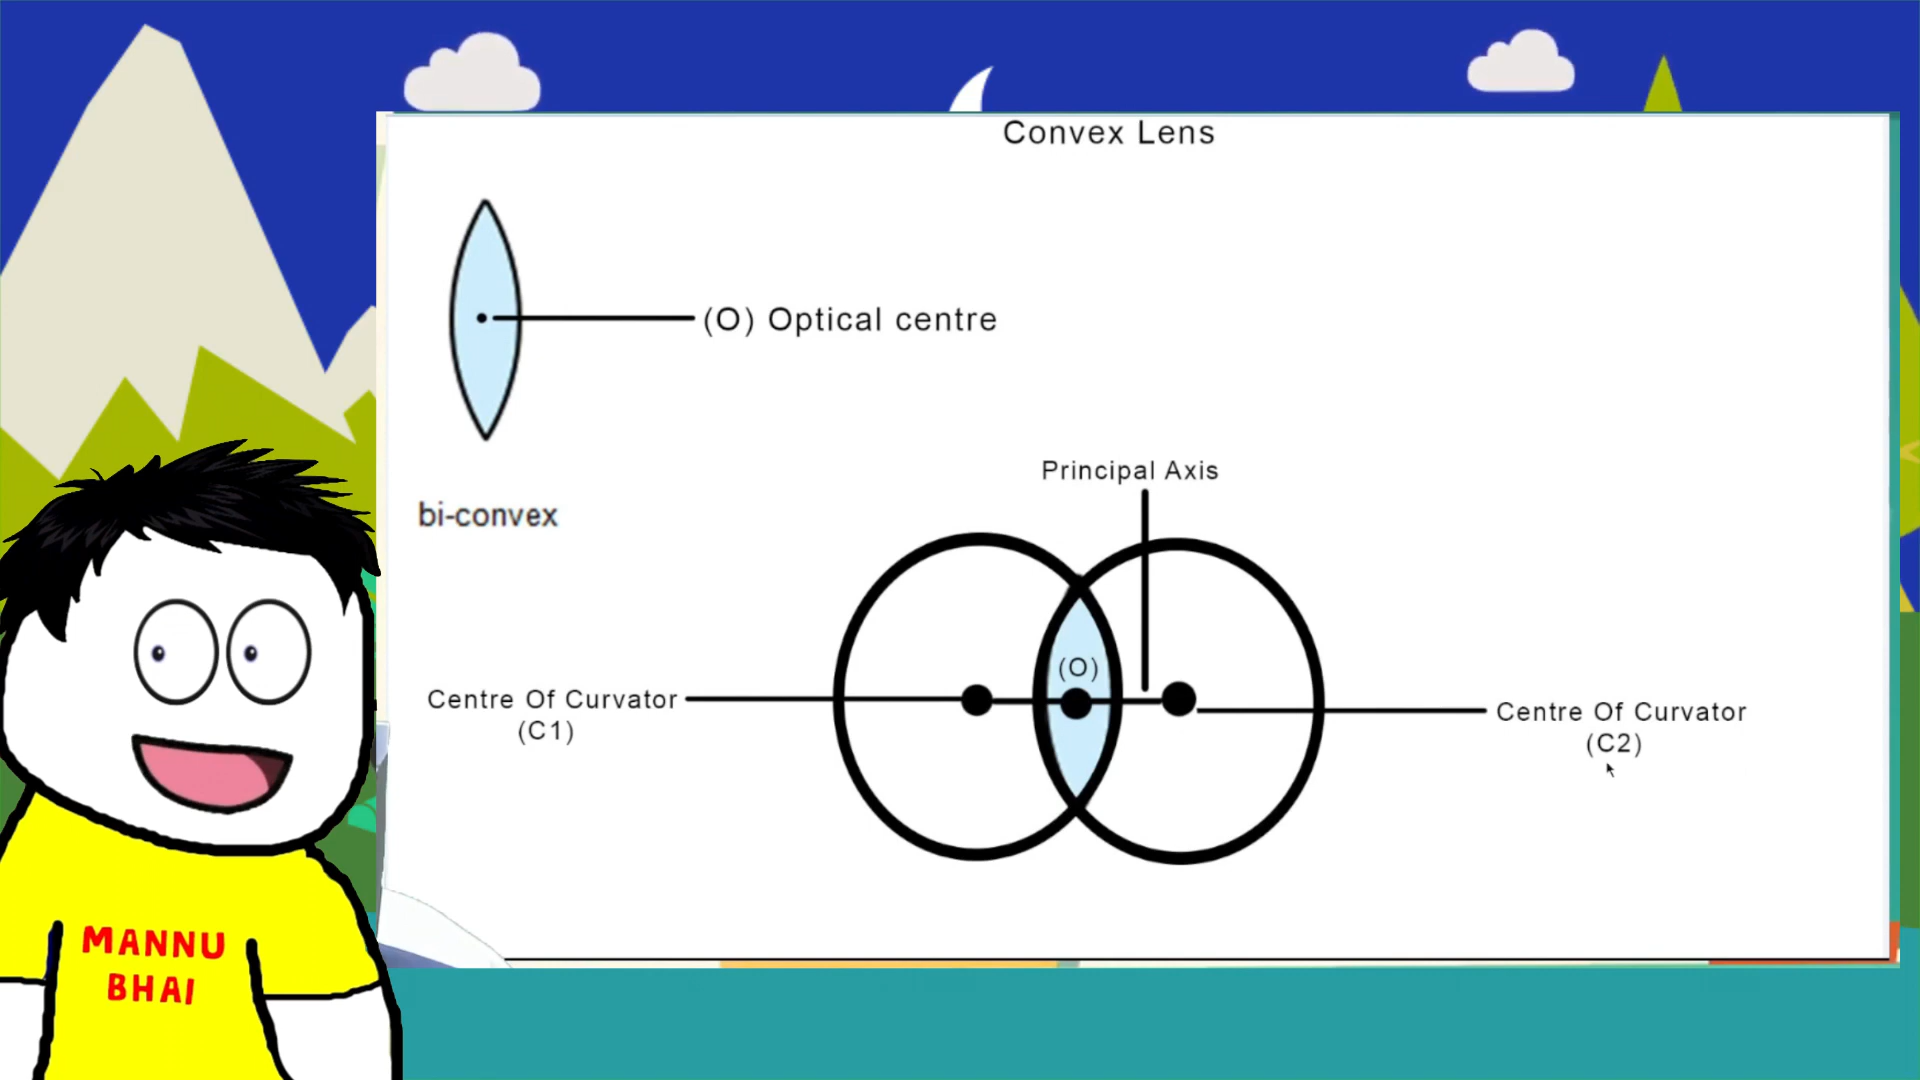 Convex Lens
(O) Optical centre
Principal Axis
bi-convex
(O)
Centre Of Curvator
(C1)
Centre Of Curvator
(C2)
MANNU
BHAI